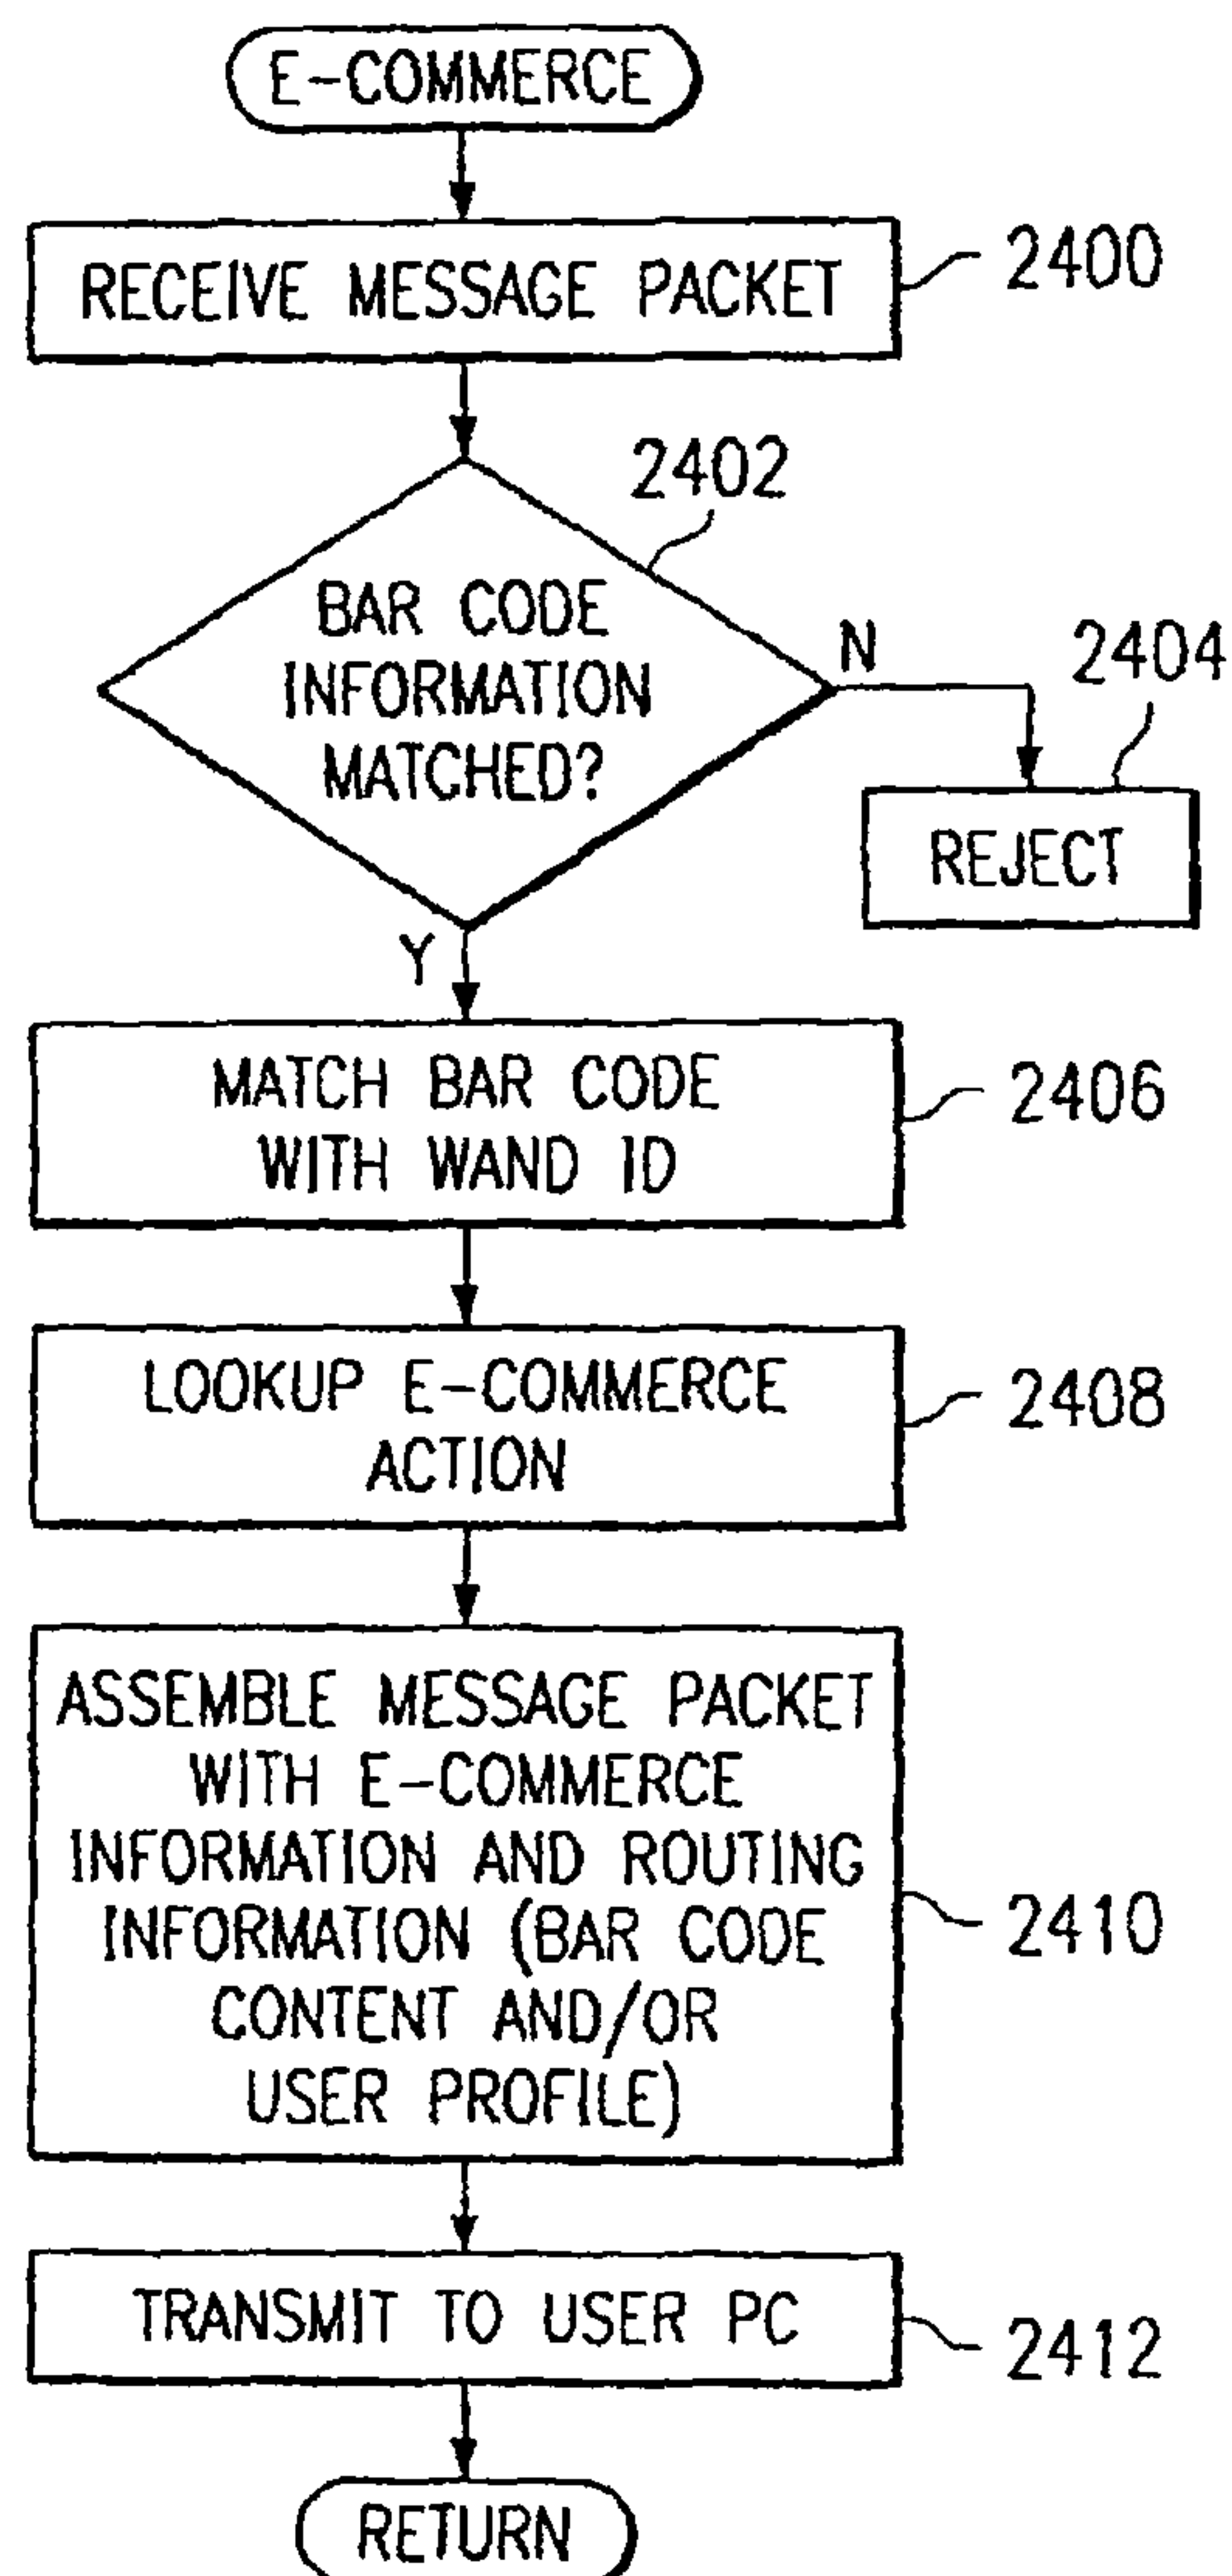 E-COMMERCE
RECEIVE MESSAGE PACKET
2400
2402
BAR CODE
INFORMATION
MATCHED?
N
2404
REJECT
Y
MATCH BAR CODE
WITH WAND ID
2406
LOOKUP E-COMMERCE
ACTION
2408
ASSEMBLE MESSAGE PACKET
WITH E-COMMERCE
INFORMATION AND ROUTING
INFORMATION (BAR CODE
CONTENT AND/OR
USER PROFILE)
2410
TRANSMIT TO USER PC
2412
RETURN